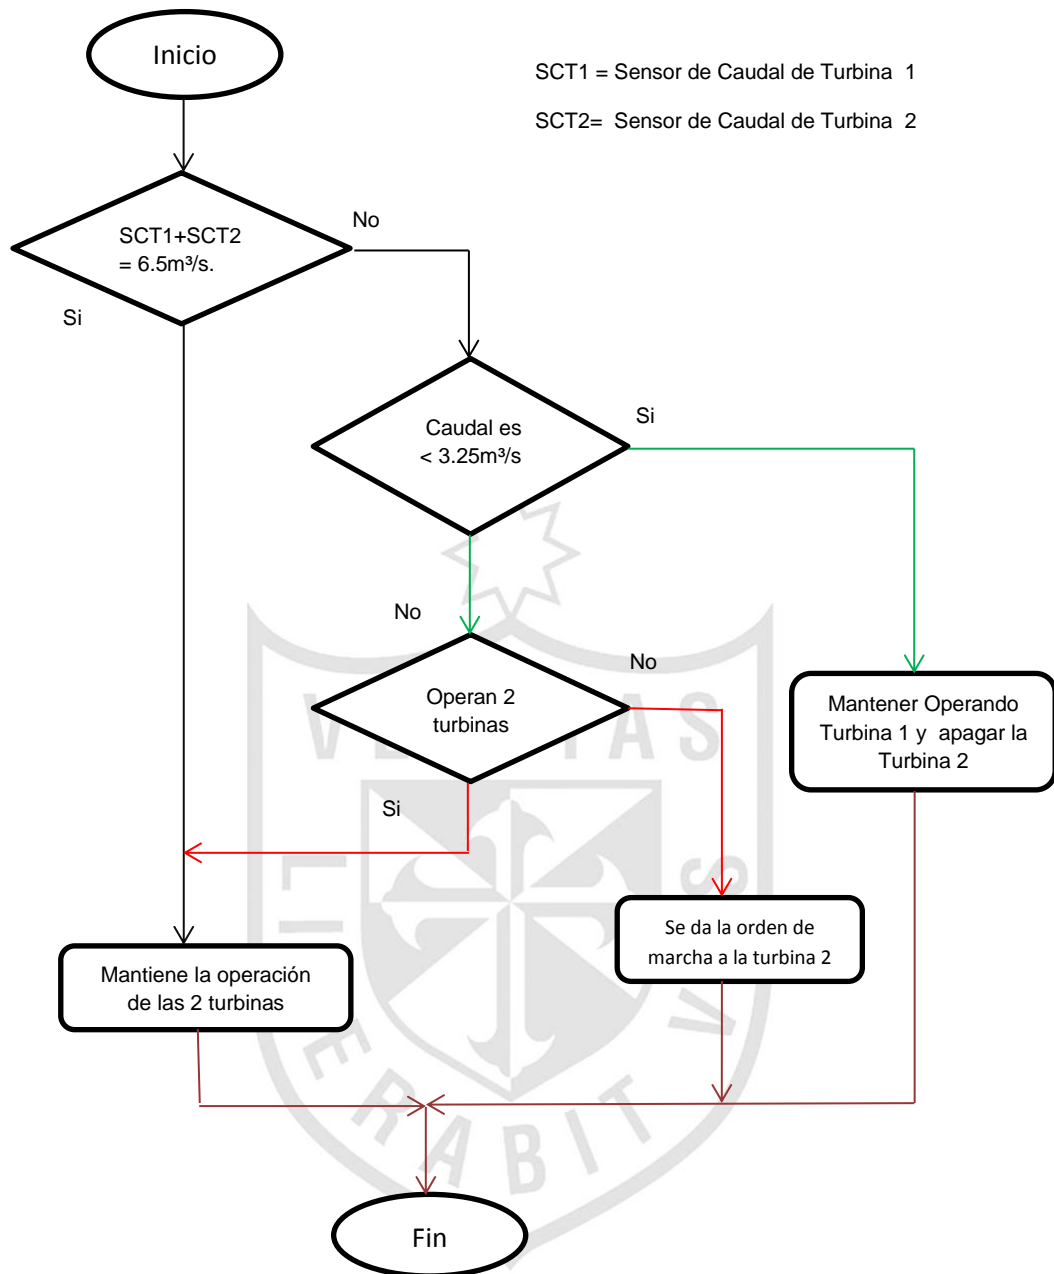 Inicio
SCT1 = Sensor de Caudal de Turbina 1
SCT2= Sensor de Caudal de Turbina 2
SCT1+SCT2
= 6.5m³/s.
No
Si
Caudal es
< 3.25m³/s
Si
No
Operan 2
turbinas
No
Si
Mantener Operando
Turbina 1 y apagar la
Turbina 2
Se da la orden de
marcha a la turbina 2
Mantiene la operación
de las 2 turbinas
Fin